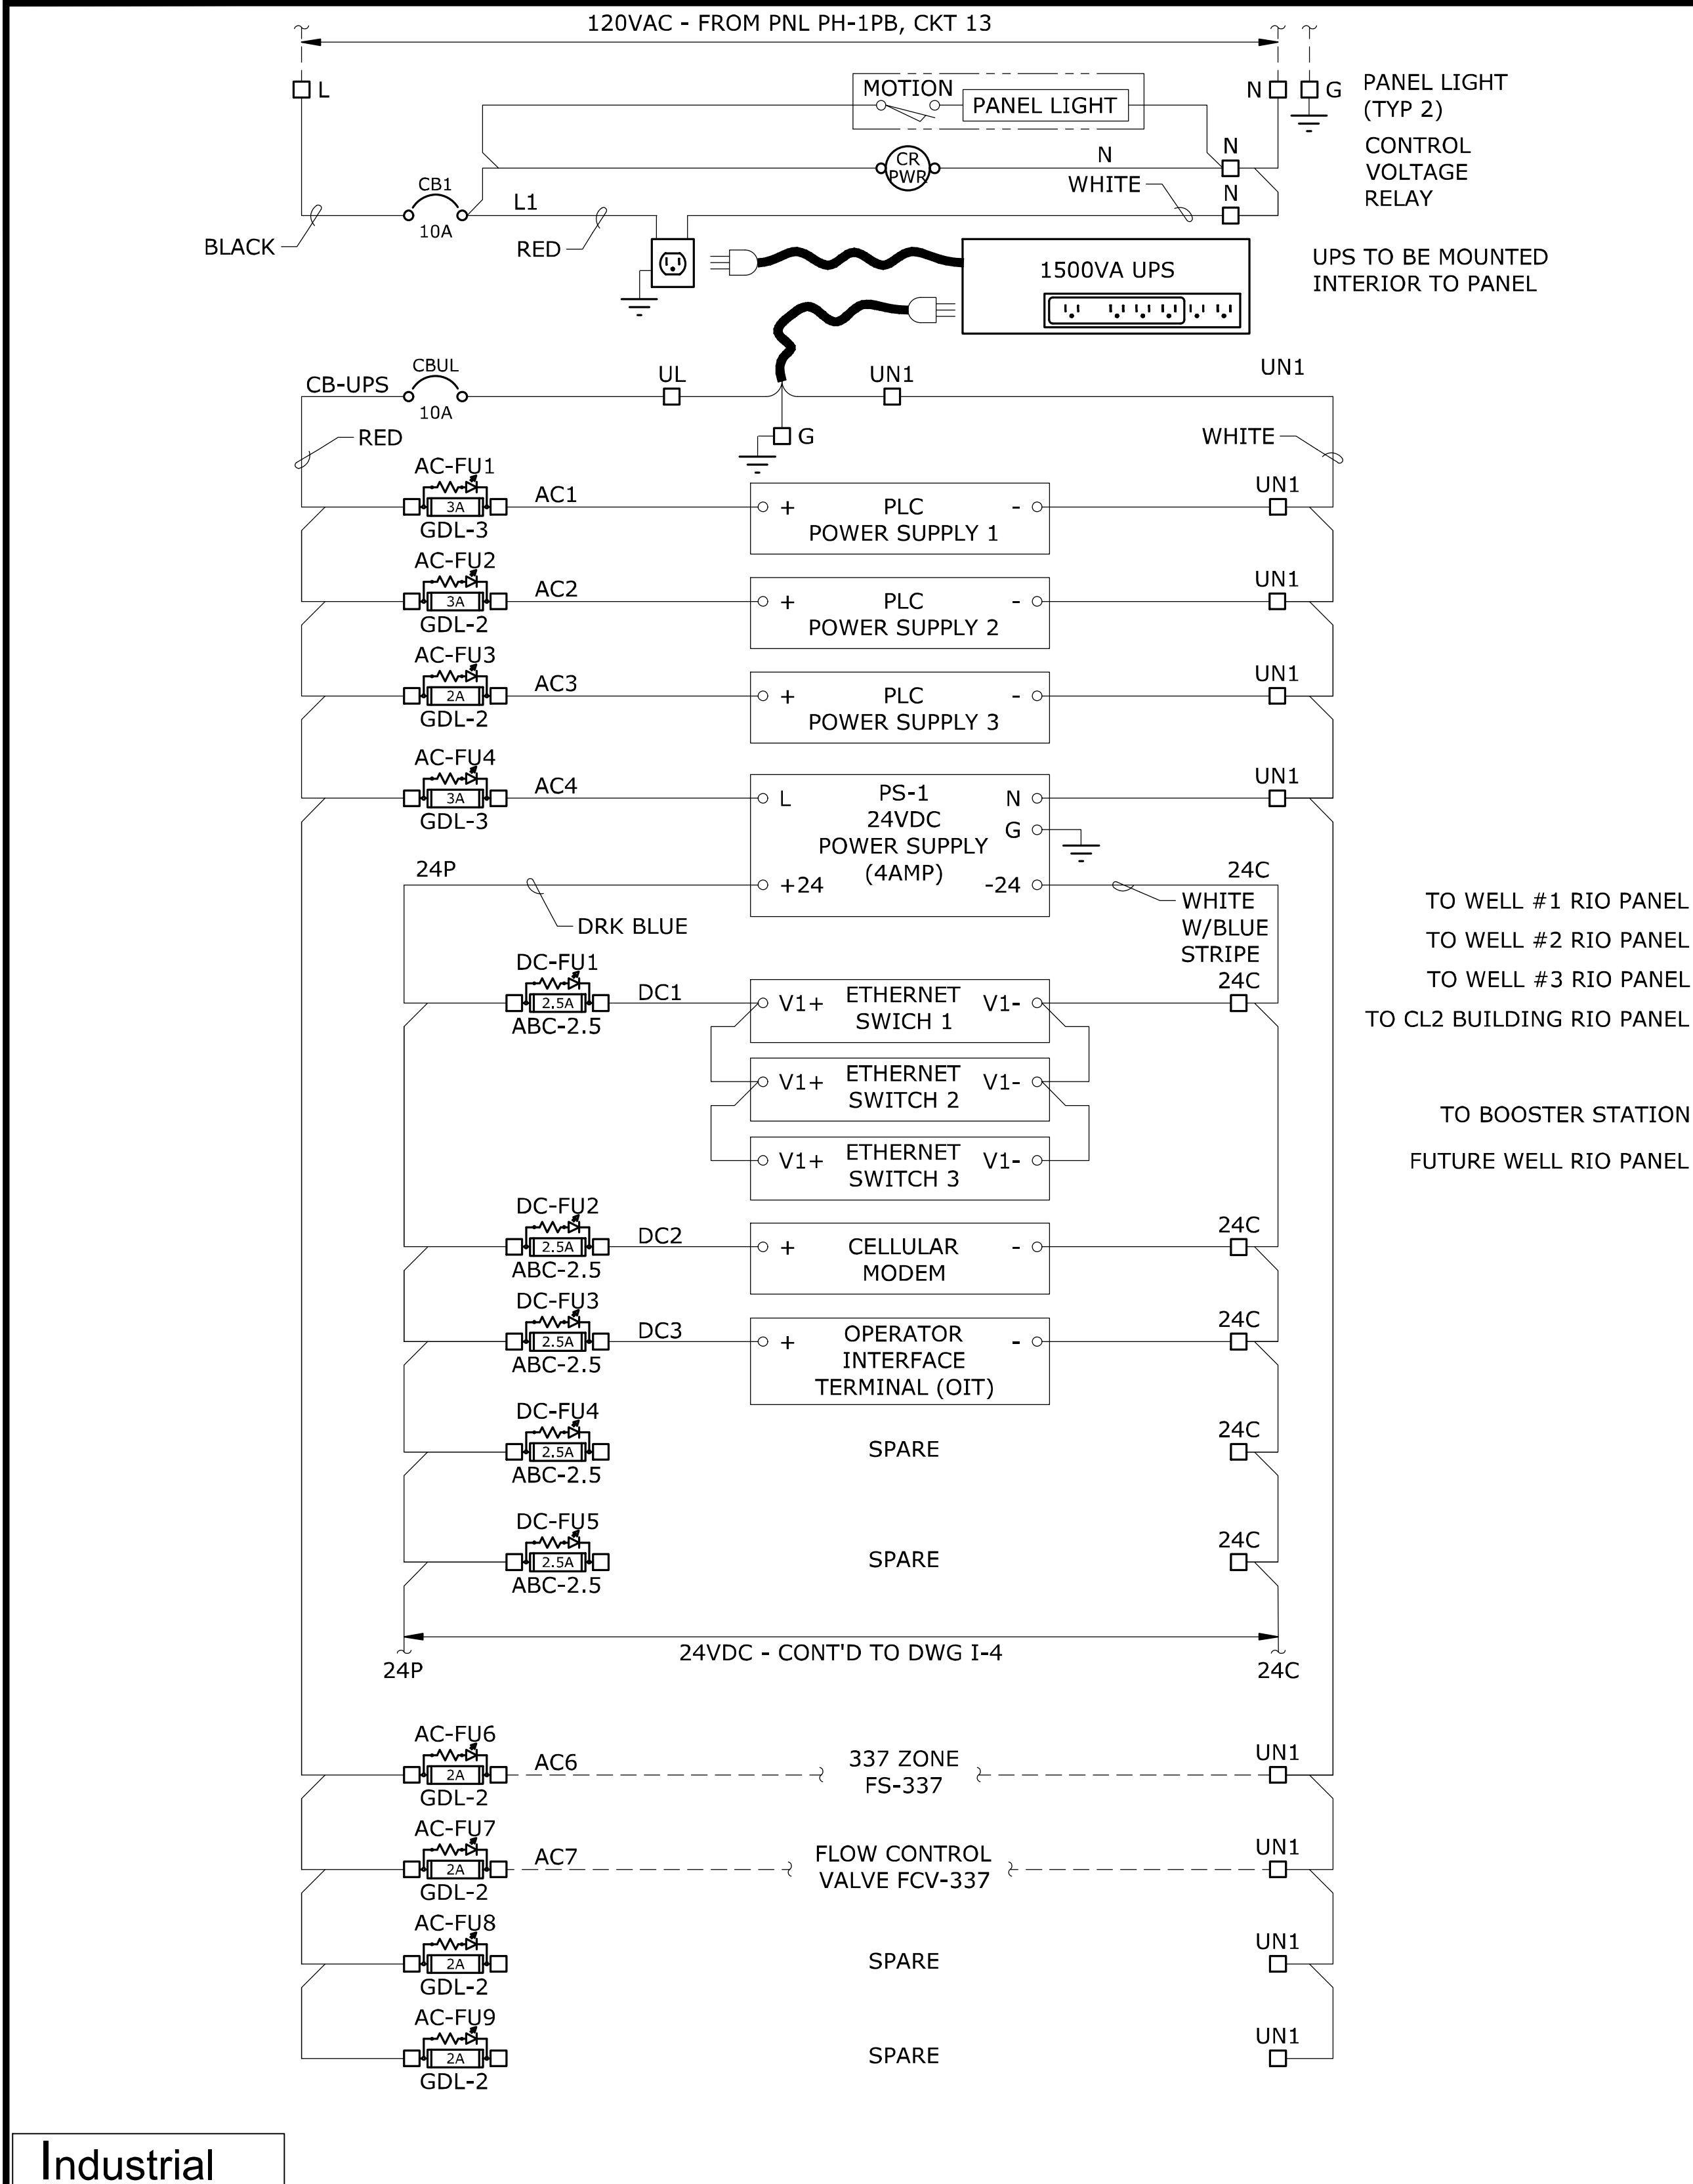 120VAC - FROM PNL PH-1PB, CKT 13
L
N
G
PANEL LIGHT
(TYP 2)
MOTION
PANEL LIGHT
CONTROL
VOLTAGE
RELAY
CR
PWR
N
N
WHITE
N
CB1
10A
L1
BLACK
RED
1500VA UPS
UPS TO BE MOUNTED
INTERIOR TO PANEL
CB-UPS
CBUL
10A
UL
UN1
UN1
G
RED
WHITE
AC-FU1
3A
GDL-3
AC1
+ PLC -
POWER SUPPLY 1
UN1
AC-FU2
3A
GDL-2
AC2
+ PLC -
POWER SUPPLY 2
UN1
AC-FU3
2A
GDL-2
AC3
+ PLC -
POWER SUPPLY 3
UN1
AC-FU4
3A
GDL-3
AC4
L PS-1 N
24VDC
G
POWER SUPPLY
(4AMP)
+24 -24
UN1
24P
24C
DRK BLUE
WHITE
W/BLUE
STRIPE
TO WELL #1 RIO PANEL
TO WELL #2 RIO PANEL
TO WELL #3 RIO PANEL
TO CL2 BUILDING RIO PANEL
TO BOOSTER STATION
FUTURE WELL RIO PANEL
DC-FU1
2.5A
ABC-2.5
DC1
V1+ ETHERNET V1-
SWICH 1
24C
V1+ ETHERNET V1-
SWITCH 2
V1+ ETHERNET V1-
SWITCH 3
DC-FU2
2.5A
ABC-2.5
DC2
+ CELLULAR -
MODEM
24C
DC-FU3
2.5A
ABC-2.5
DC3
+ OPERATOR -
INTERFACE
TERMINAL (OIT)
24C
DC-FU4
2.5A
ABC-2.5
SPARE
24C
DC-FU5
2.5A
ABC-2.5
SPARE
24C
24VDC - CONT'D TO DWG I-4
24P
24C
AC-FU6
2A
GDL-2
AC6
337 ZONE
FS-337
UN1
AC-FU7
2A
GDL-2
AC7
FLOW CONTROL
VALVE FCV-337
UN1
AC-FU8
2A
GDL-2
SPARE
UN1
AC-FU9
2A
GDL-2
SPARE
UN1
Industrial